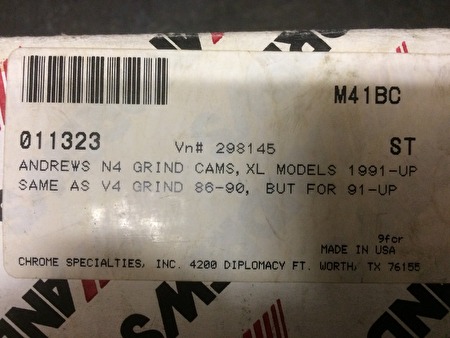 M41BC
011323 Vn# 298145 ST
ANDREWS N4 GRIND CAMS, XL MODELS 1991-UP
SAME AS V4 GRIND 86-90, BUT FOR 91-UP
9for
MADE IN USA
CHROME SPECIALTIES, INC. 4200 DIPLOMACY FT. WORTH, TX 76155